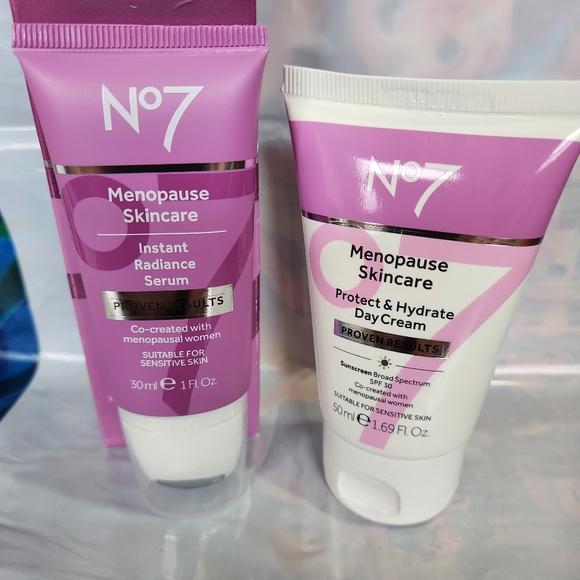 No7
Menopause
Skincare
Instant
Radiance
Serum
PROVEN RESULTS
Co-created with
menopausal women
SUITABLE FOR
SENSITIVE SKIN
30ml e 1 Fl. Oz.
No7
Menopause
Skincare
Protect & Hydrate
Day Cream
PROVEN RESULTS
Sunscreen Broad Spectrum
SPF 30
Co-created with
menopausal women
SUITABLE FOR SENSITIVE SKIN
50ml e 1.69 Fl. Oz.